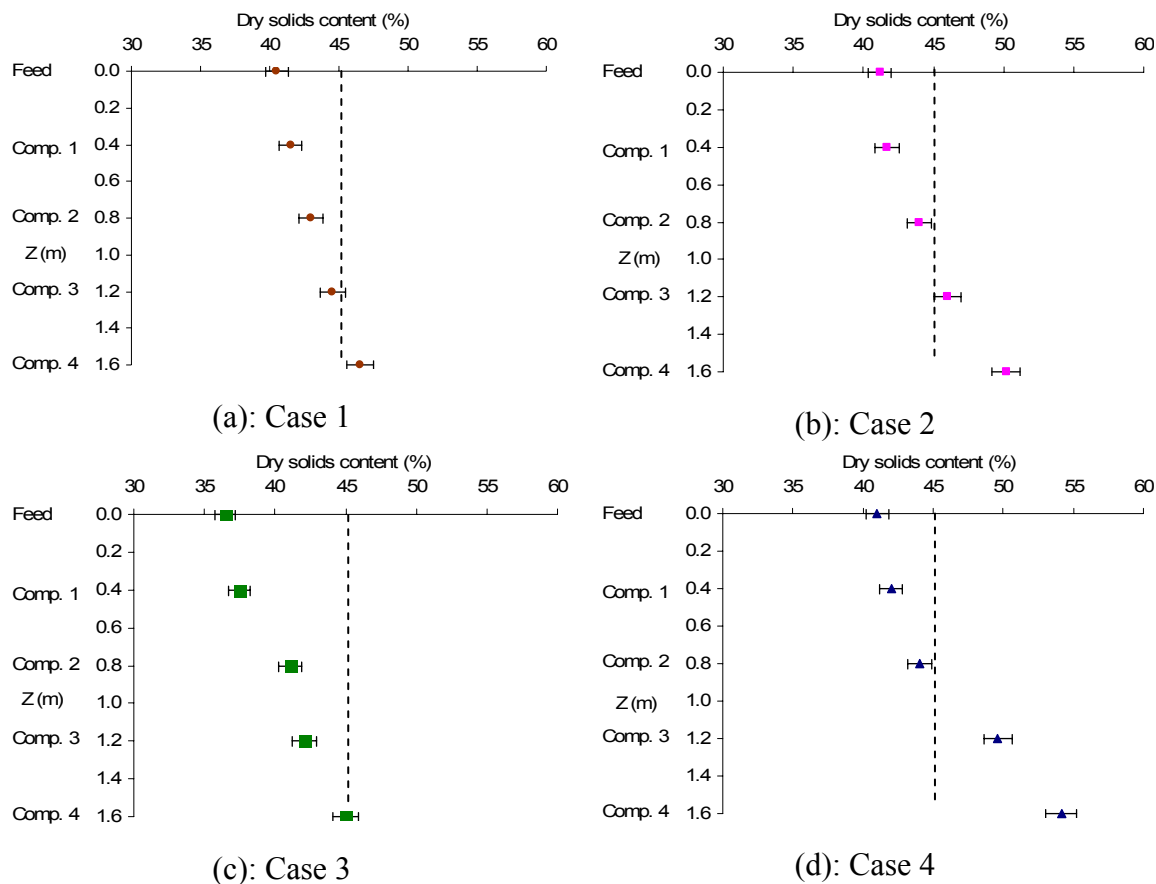 Dry solids content (%)
30 35 40 45 50 55 60
Feed 0.0
0.2
Comp. 1 0.4
0.6
Comp. 2 0.8
Z (m) 1.0
Comp. 3 1.2
1.4
Comp. 4 1.6
(a): Case 1
Dry solids content (%)
30 35 40 45 50 55 60
Feed 0.0
0.2
Comp. 1 0.4
0.6
Comp. 2 0.8
Z (m) 1.0
Comp. 3 1.2
1.4
Comp. 4 1.6
(b): Case 2
Dry solids content (%)
30 35 40 45 50 55 60
Feed 0.0
0.2
Comp. 1 0.4
0.6
Comp. 2 0.8
Z (m) 1.0
Comp. 3 1.2
1.4
Comp. 4 1.6
(c): Case 3
Dry solids content (%)
30 35 40 45 50 55 60
Feed 0.0
0.2
Comp. 1 0.4
0.6
Comp. 2 0.8
Z (m) 1.0
Comp. 3 1.2
1.4
Comp. 4 1.6
(d): Case 4